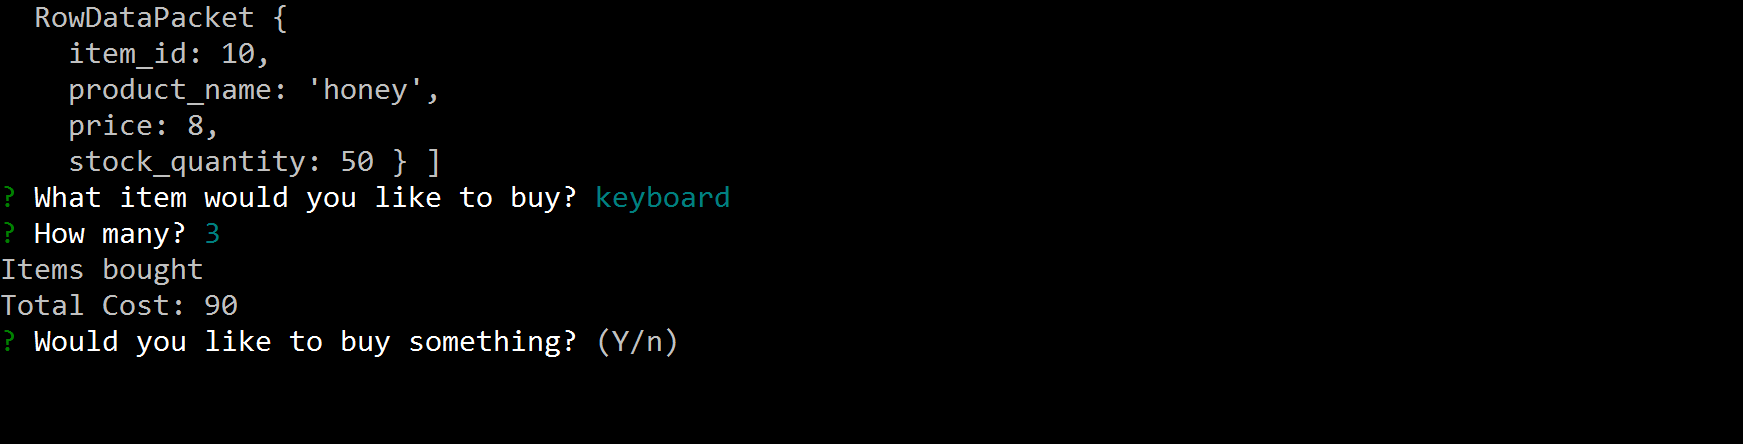 RowDataPacket {
item_id: 10,
product_name: 'honey',
price: 8,
stock_quantity: 50 } ]
? What item would you like to buy? keyboard
? How many? 3
Items bought
Total Cost: 90
? Would you like to buy something? (Y/n)